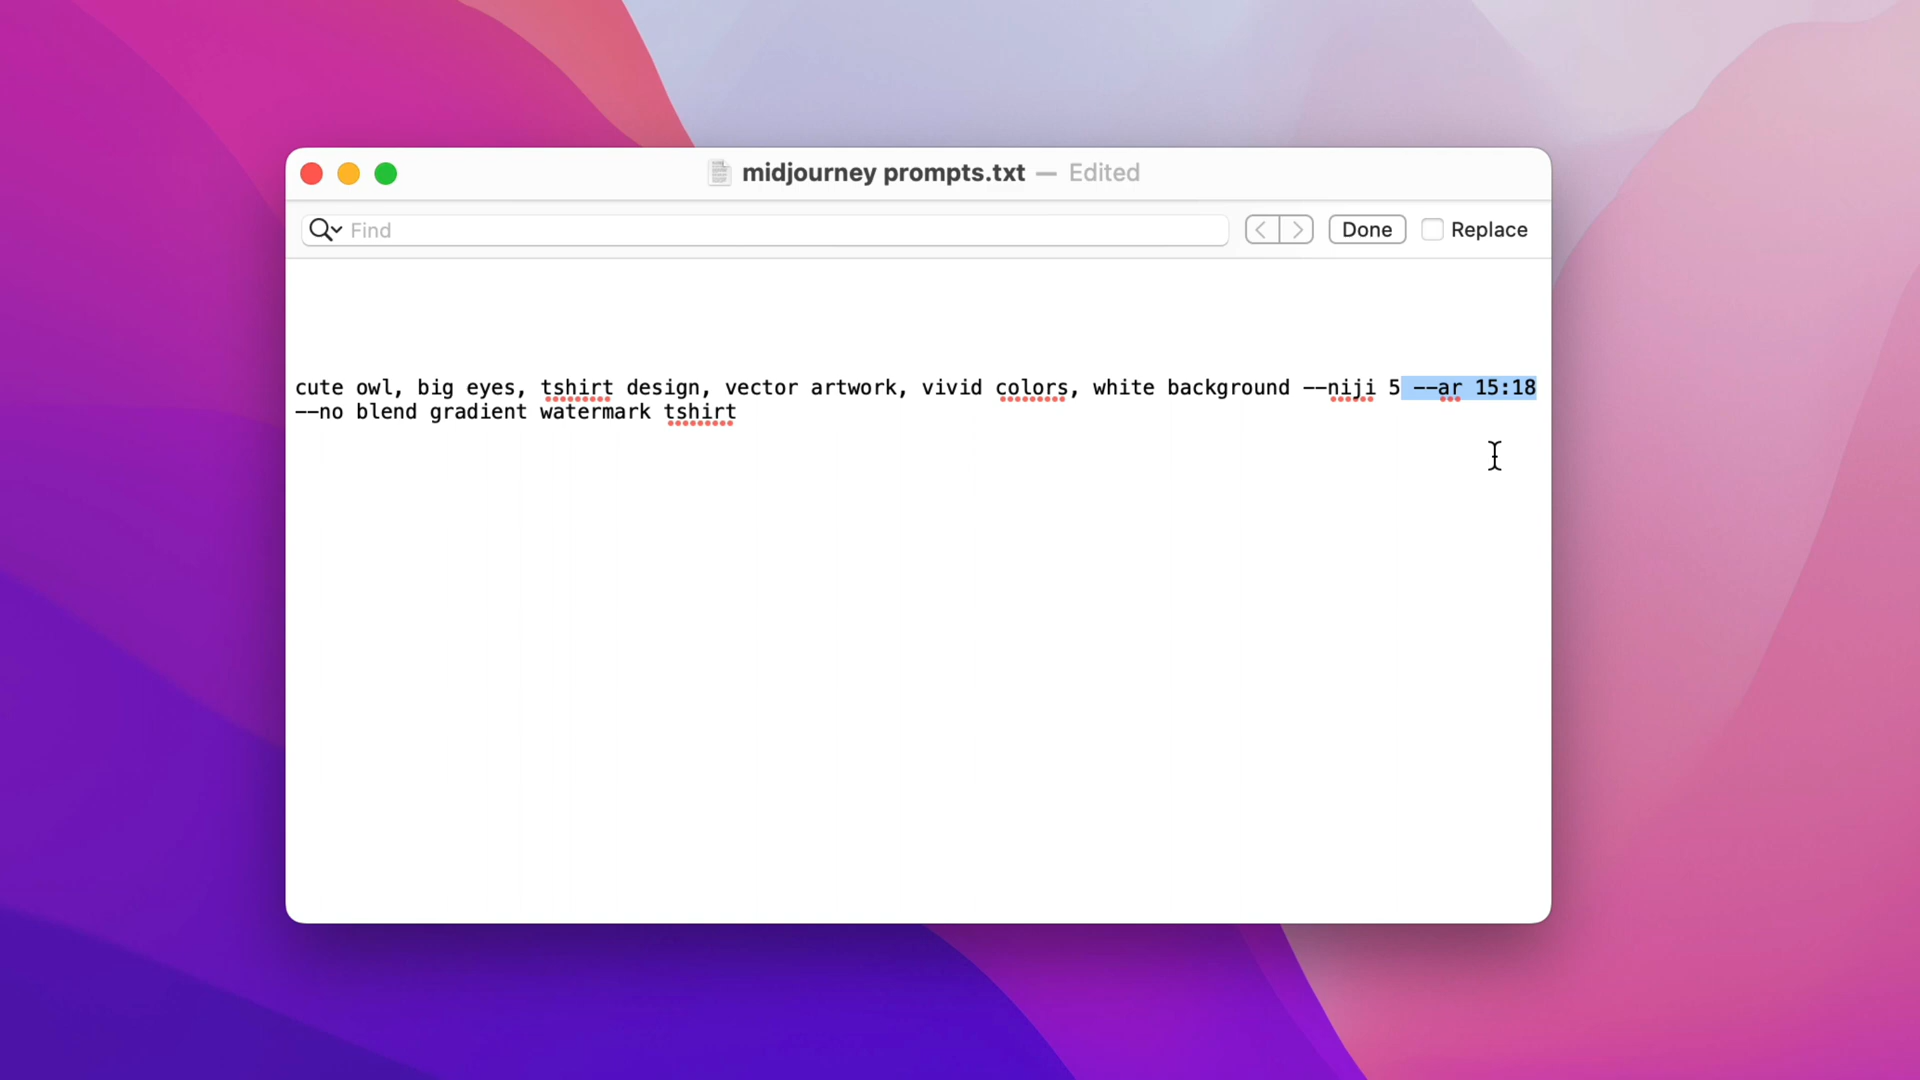 midjourney prompts.txt — Edited
Find
Done
Replace
cute owl, big eyes, tshirt design, vector artwork, vivid colors, white background --niji 5 --ar 15:18
--no blend gradient watermark tshirt